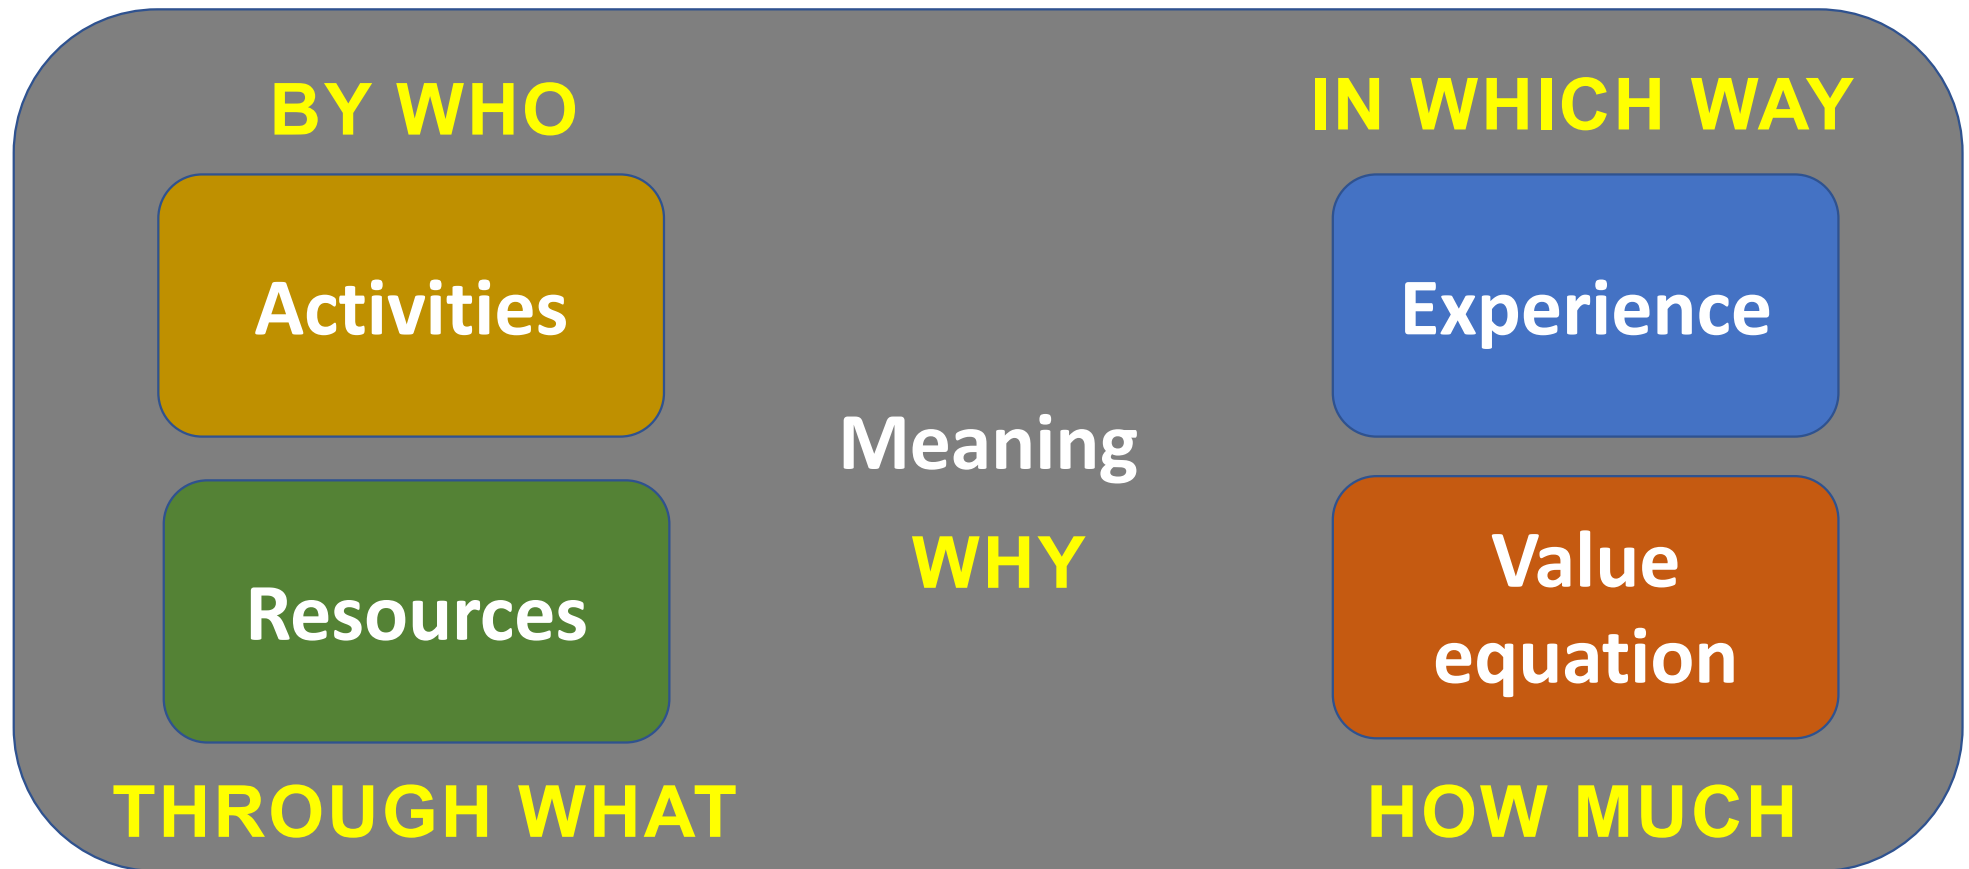 BY WHO
IN WHICH WAY
Activities
Experience
Meaning
WHY
Resources
Value
equation
THROUGH WHAT
HOW MUCH